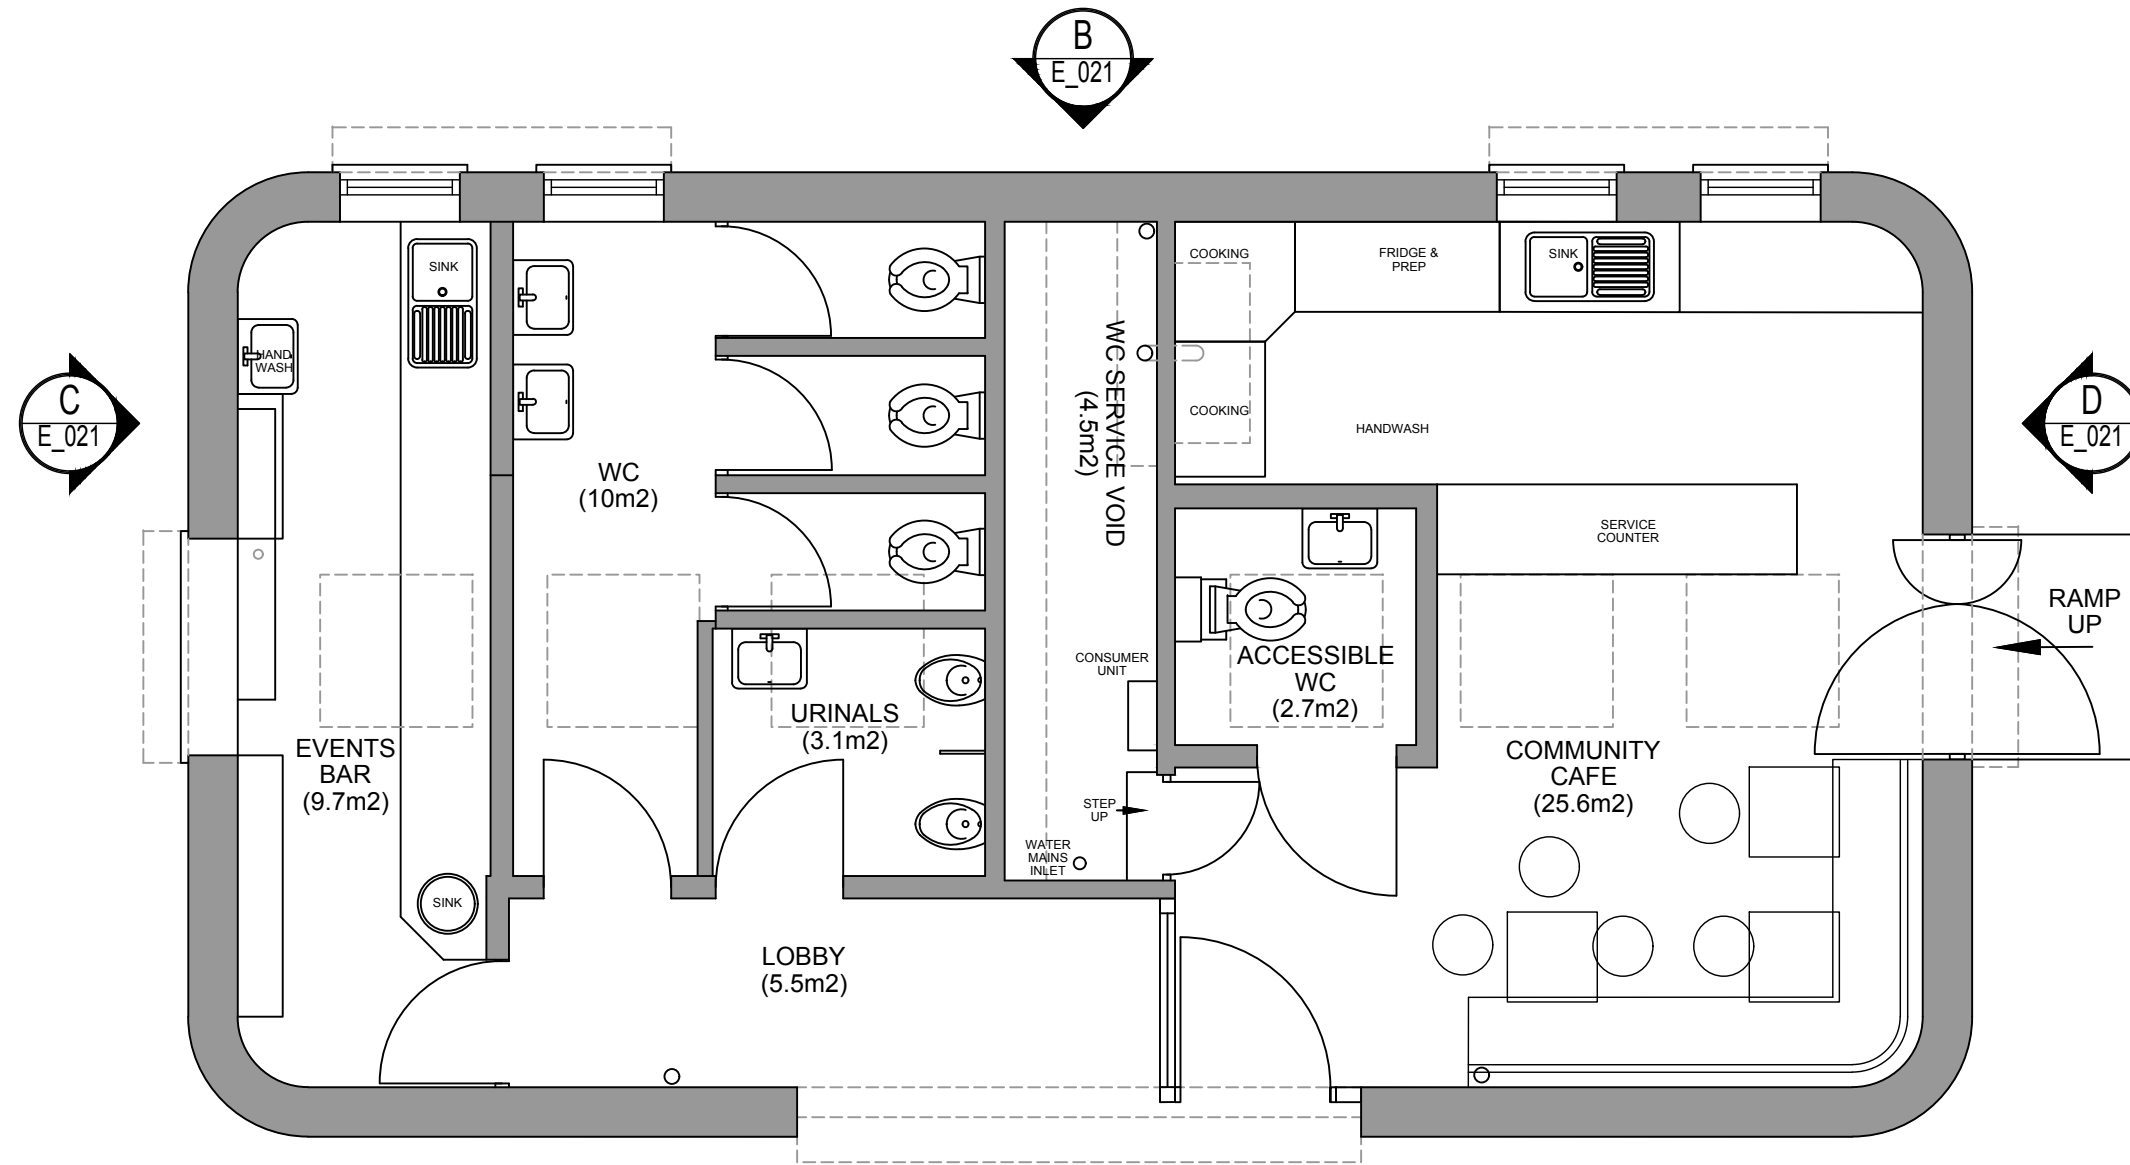 B
E_021
SINK
COOKING
FRIDGE &
PREP
SINK
HAND
WASH
C
E_021
WC
(10m2)
WC SERVICE VOID
(4.5m2)
COOKING
HANDWASH
D
E_021
SERVICE
COUNTER
RAMP
UP
CONSUMER
UNIT
ACCESSIBLE
WC
(2.7m2)
URINALS
(3.1m2)
EVENTS
BAR
(9.7m2)
COMMUNITY
CAFE
(25.6m2)
STEP
UP
WATER
MAINS
INLET
SINK
LOBBY
(5.5m2)